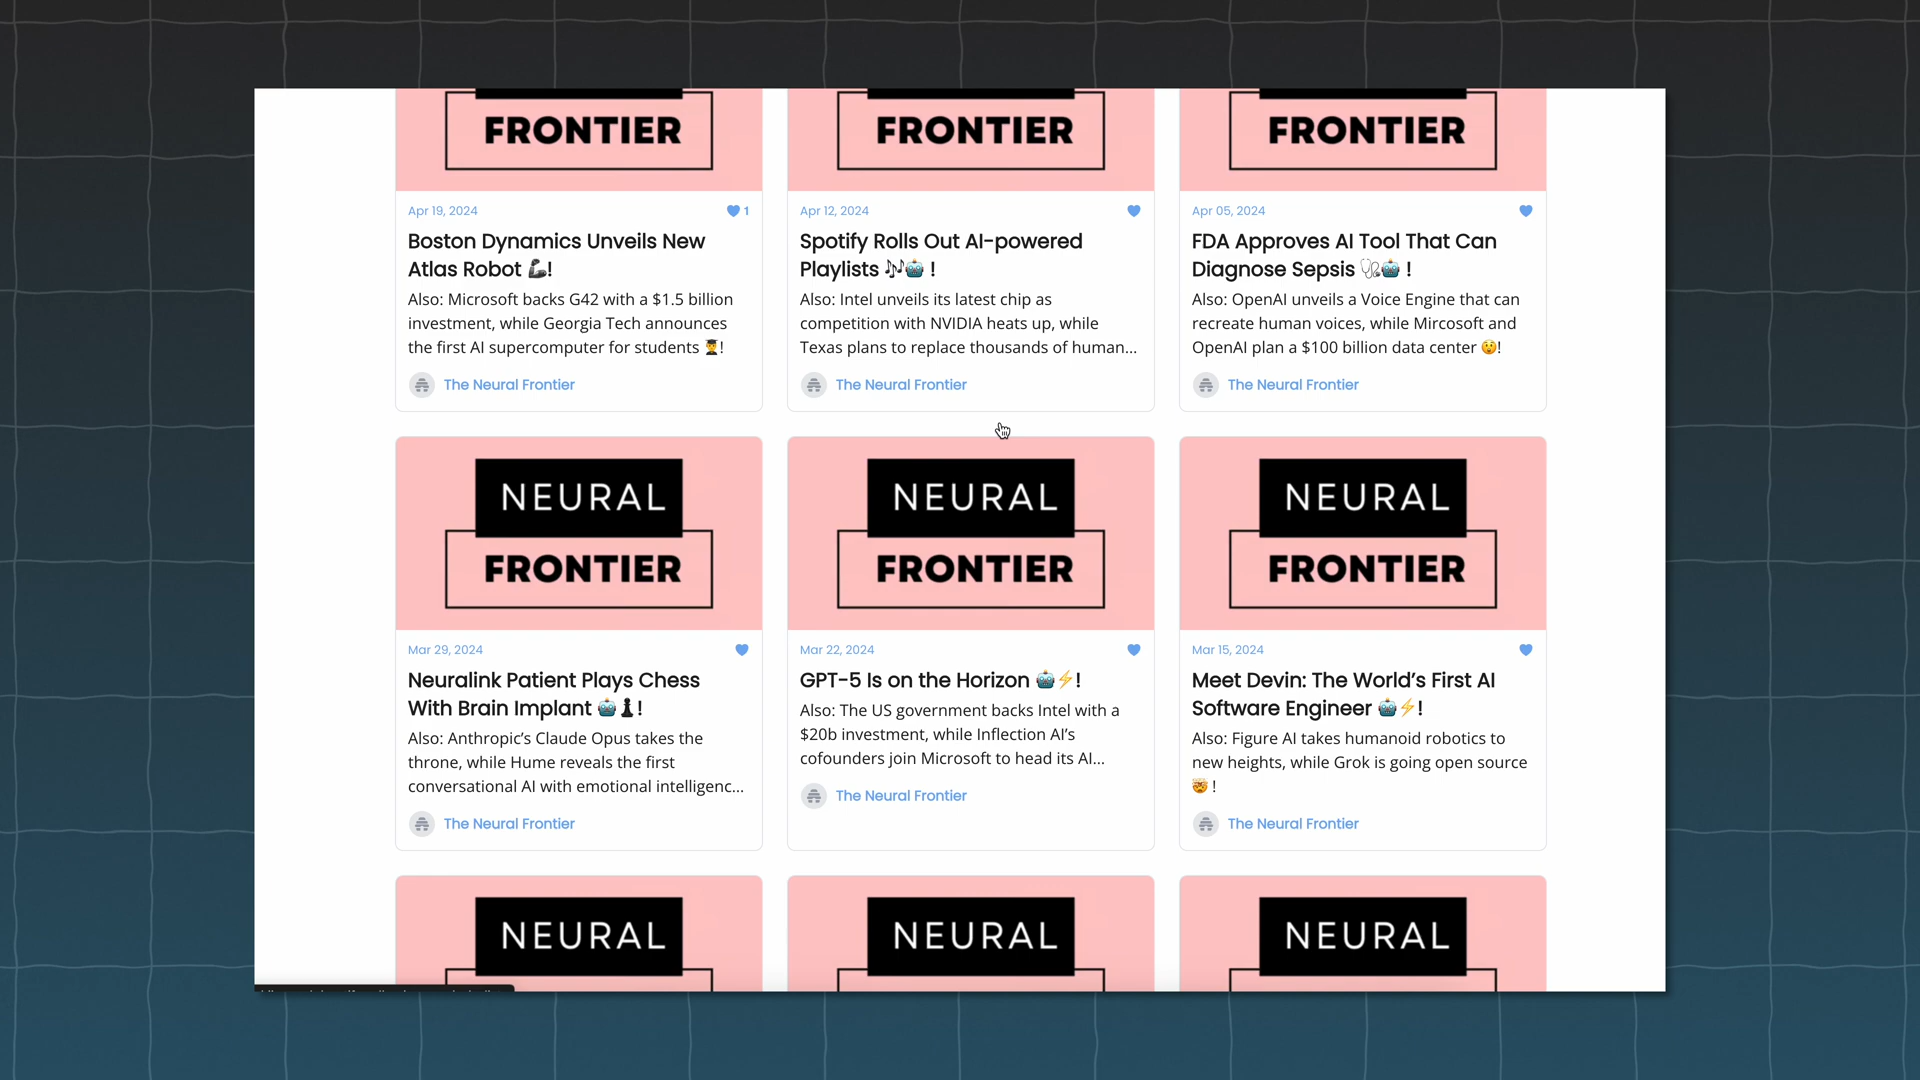 FRONTIER
FRONTIER
FRONTIER
Apr 19, 2024
1
Boston Dynamics Unveils New
Atlas Robot 🦾!
Also: Microsoft backs G42 with a $1.5 billion
investment, while Georgia Tech announces
the first AI supercomputer for students 👨‍🎓!
The Neural Frontier
Apr 12, 2024
Spotify Rolls Out AI-powered
Playlists 🎶🤖 !
Also: Intel unveils its latest chip as
competition with NVIDIA heats up, while
Texas plans to replace thousands of human...
The Neural Frontier
Apr 05, 2024
FDA Approves AI Tool That Can
Diagnose Sepsis 🩺🤖 !
Also: OpenAI unveils a Voice Engine that can
recreate human voices, while Mircosoft and
OpenAI plan a $100 billion data center 😲!
The Neural Frontier
NEURAL
FRONTIER
Mar 29, 2024
Neuralink Patient Plays Chess
With Brain Implant 🤖♟!
Also: Anthropic’s Claude Opus takes the
throne, while Hume reveals the first
conversational AI with emotional intelligenc...
The Neural Frontier
NEURAL
FRONTIER
Mar 22, 2024
GPT-5 Is on the Horizon 🤖⚡!
Also: The US government backs Intel with a
$20b investment, while Inflection AI’s
cofounders join Microsoft to head its AI...
The Neural Frontier
NEURAL
FRONTIER
Mar 15, 2024
Meet Devin: The World’s First AI
Software Engineer 🤖⚡!
Also: Figure AI takes humanoid robotics to
new heights, while Grok is going open source
🤯 !
The Neural Frontier
NEURAL
NEURAL
NEURAL